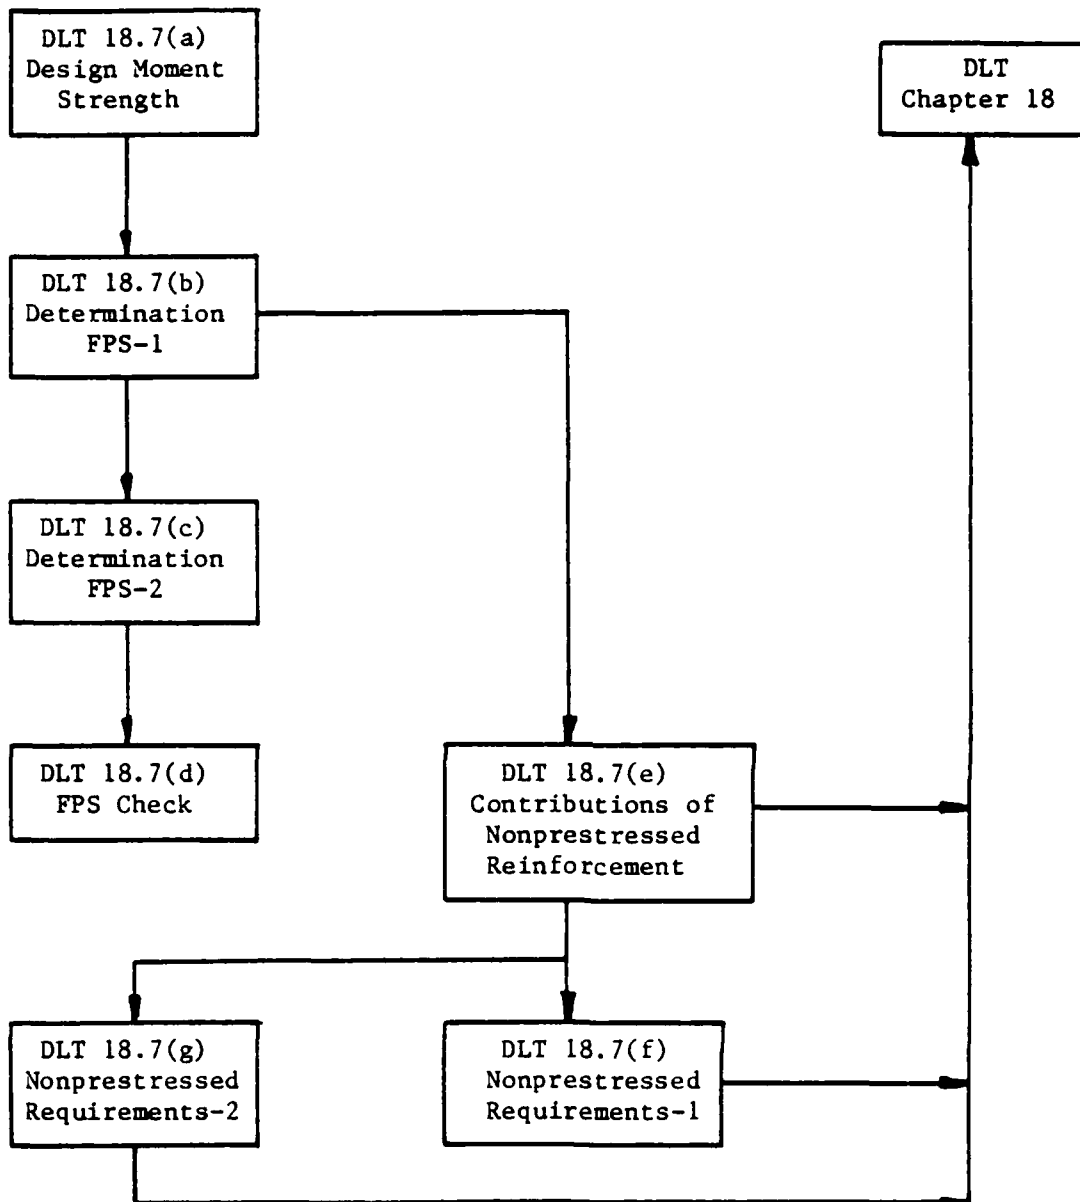 DLT 18.7(a)
Design Moment
Strength
DLT
Chapter 18
DLT 18.7(b)
Determination
FPS-1
DLT 18.7(c)
Determination
FPS-2
DLT 18.7(d)
FPS Check
DLT 18.7(e)
Contributions of
Nonprestressed
Reinforcement
DLT 18.7(g)
Nonprestressed
Requirements-2
DLT 18.7(f)
Nonprestressed
Requirements-1